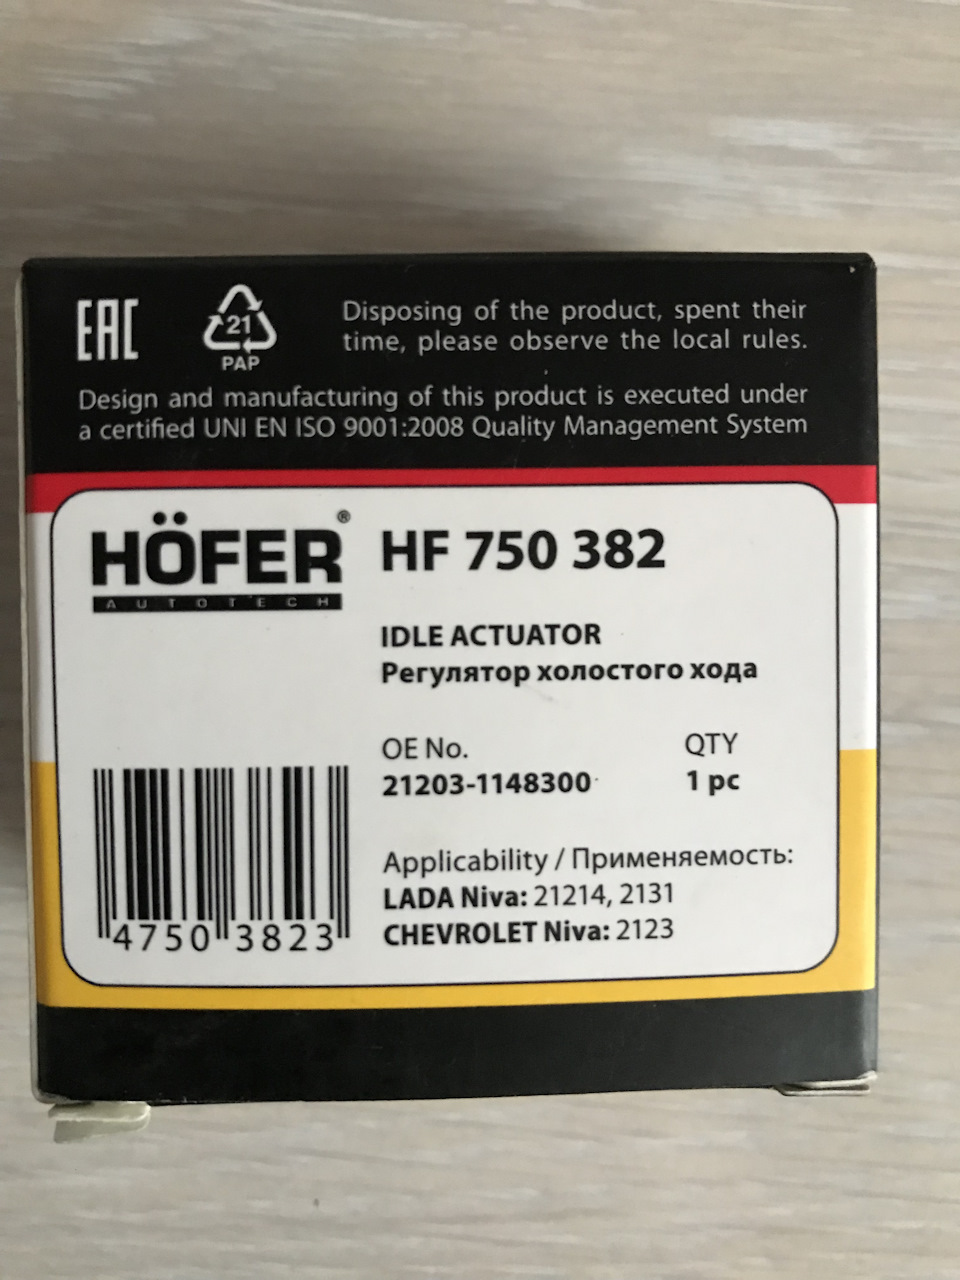 EAC
21
PAP
Disposing of the product, spent their
time, please observe the local rules.
Design and manufacturing of this product is executed under
a certified UNI EN ISO 9001:2008 Quality Management System
HÖFER®
AUTOTECH
HF 750 382
IDLE ACTUATOR
Регулятор холостого хода
OE No.
QTY
21203-1148300
1 pc
Applicability / Применяемость:
LADA Niva: 21214, 2131
CHEVROLET Niva: 2123
4750 3823